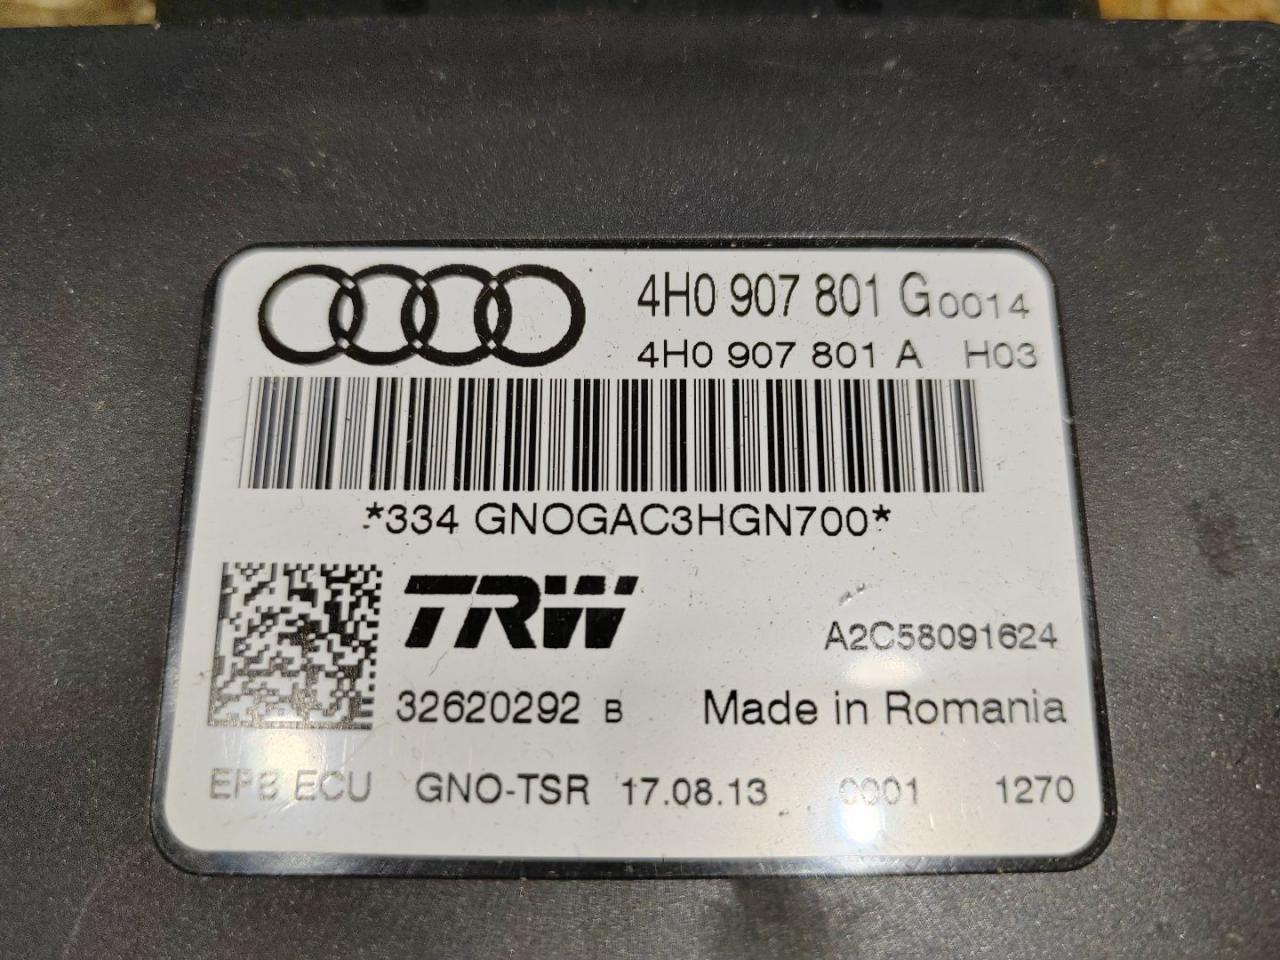 4H0 907 801 G 0014
4H0 907 801 A H03
*334 GNOGAC3HGN700*
TRW
A2C58091624
32620292 B Made in Romania
EPB ECU GNO-TSR 17.08.13 0001 1270